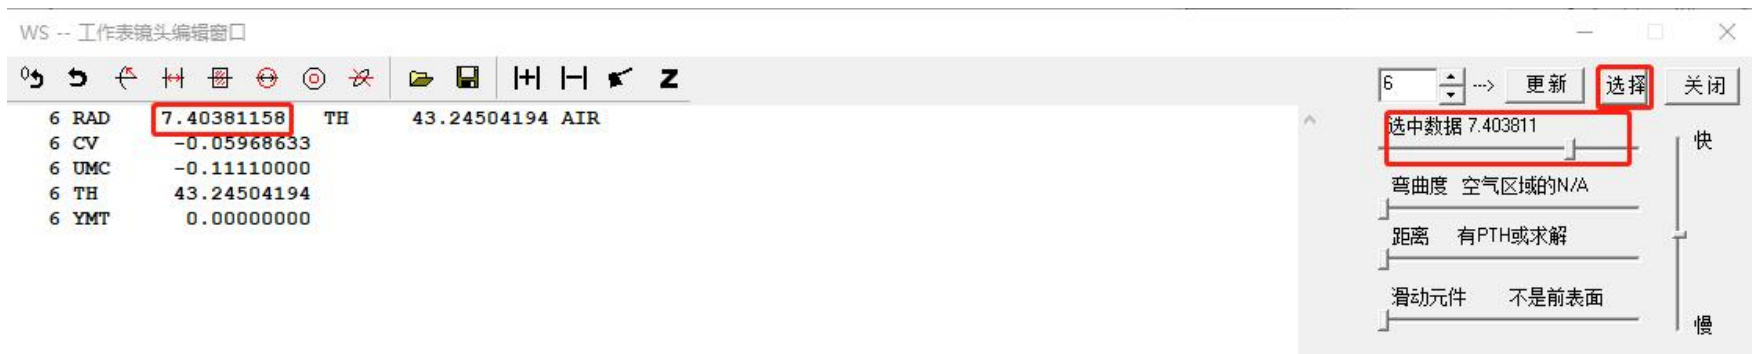 WS -- 工作表镜头编辑窗口
0
Z
6 --> 更新 选择 关闭
6 RAD 7.40381158 TH 43.24504194 AIR
6 CV -0.05968633
6 UMC -0.11110000
6 TH 43.24504194
6 YMT 0.00000000
选中数据 7.403811
快
弯曲度 空气区域的N/A
距离 有PTH或求解
滑动元件 不是前表面
慢